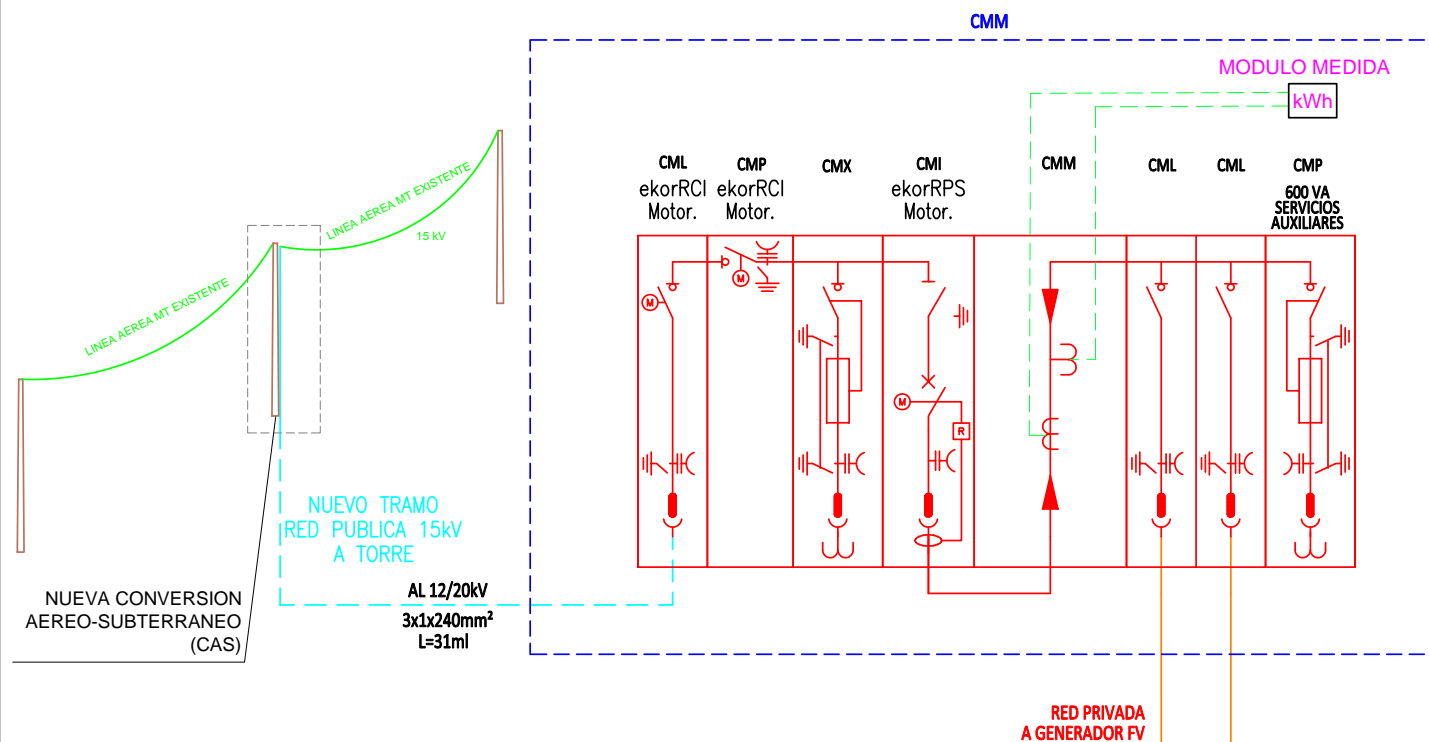 CMM
MODULO MEDIDA
kWh
CML
ekorRCI
Motor.
CMP
ekorRCI
Motor.
CMX
CMI
ekorRPS
Motor.
CMM
CML
CML
CMP
600 VA
SERVICIOS
AUXILIARES
LINEA AEREA MT EXISTENTE
15 kV
LINEA AEREA MT EXISTENTE
M
M
M
R
NUEVO TRAMO
RED PUBLICA 15kV
A TORRE
AL 12/20kV
3x1x240mm²
L=31ml
NUEVA CONVERSION
AEREO-SUBTERRANEO
(CAS)
RED PRIVADA
A GENERADOR FV